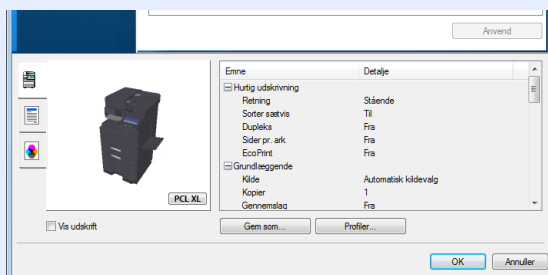 Anvend
Emne Detalje
Hurtig udskrivning
Retning Stående
Sorter sætvis Til
Dupleks Fra
Sider pr. ark Fra
EcoPrint Fra
Grundlæggende
Kilde Automatisk kildevalg
Kopier 1
Gennemslag Fra
PCL XL
Vis udskrift Gem som... Profiler...
OK Annuller